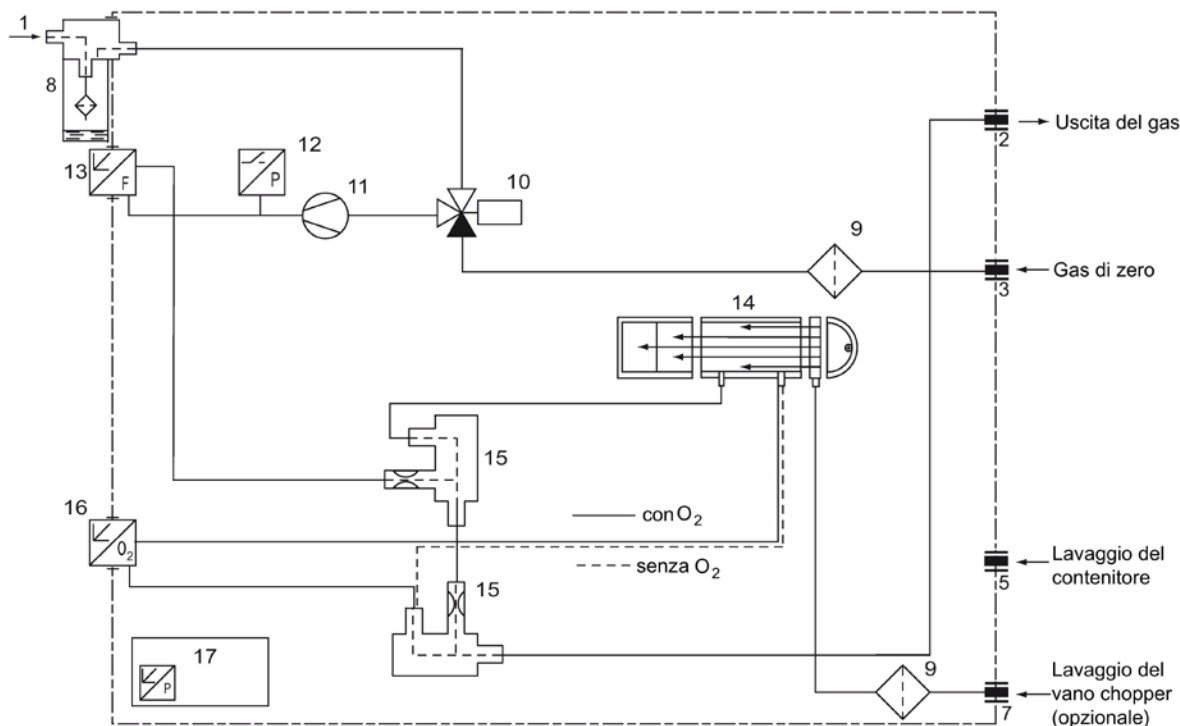 1
8
13
F
12
P
11
10
2
Uscita del gas
9
3
Gas di zero
14
15
16
O2
con O2
senza O2
15
5
Lavaggio del
contenitore
17
P
9
7
Lavaggio del
vano chopper
(opzionale)